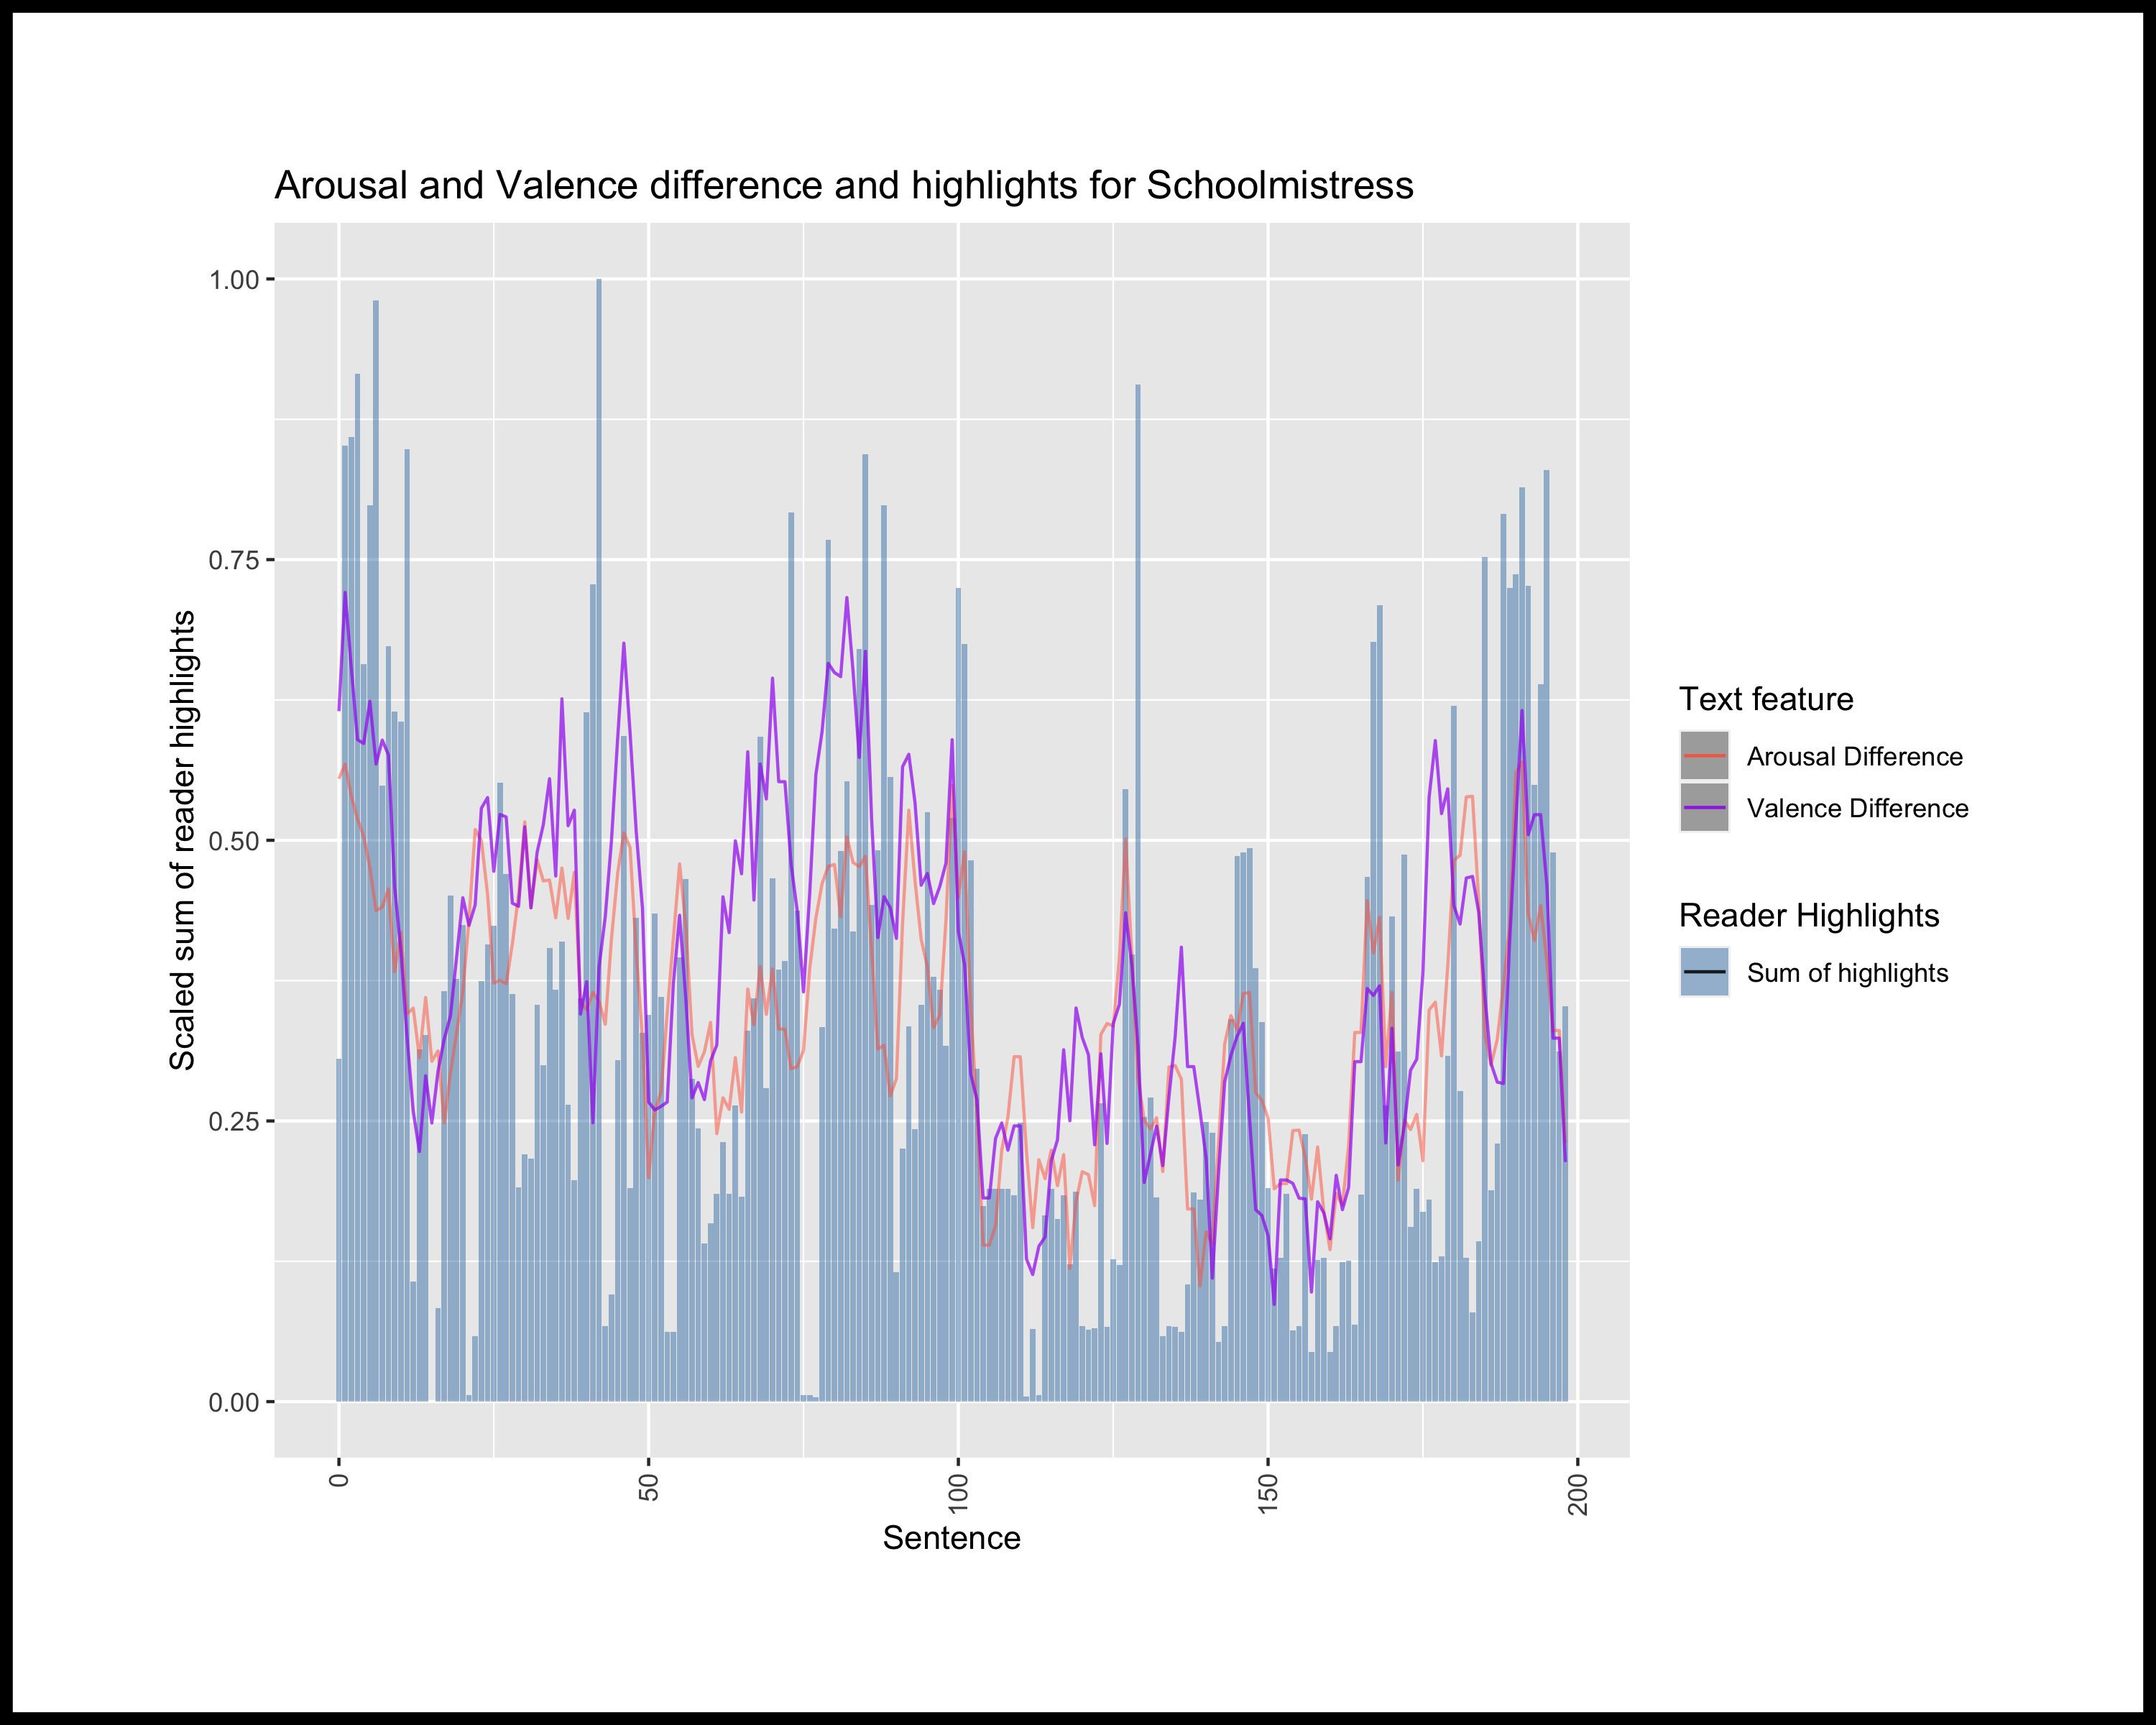 Arousal and Valence difference and highlights for Schoolmistress
Scaled sum of reader highlights
1.00
0.75
0.50
0.25
0.00
0
50
100
150
200
Sentence
Text feature
Arousal Difference
Valence Difference
Reader Highlights
Sum of highlights